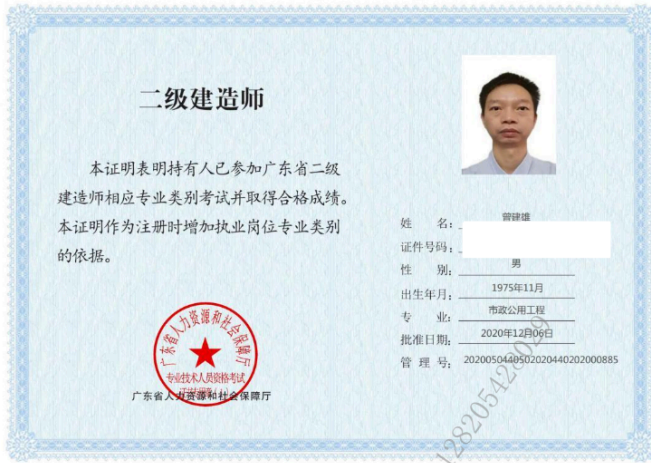 二级建造师
本证明表明持有人已参加广东省二级
建造师相应专业类别考试并取得合格成绩。
本证明作为注册时增加执业岗位专业类别
的依据。
广东省人力资源和社会保障厅
专业技术人员资格考试
广东省人力资源和社会保障厅
姓 名: 曾建雄
证件号码:
性 别: 男
出生年月: 1975年11月
专 业: 市政公用工程
批准日期: 2020年12月06日
管 理 号: 2020050440502020440202000885